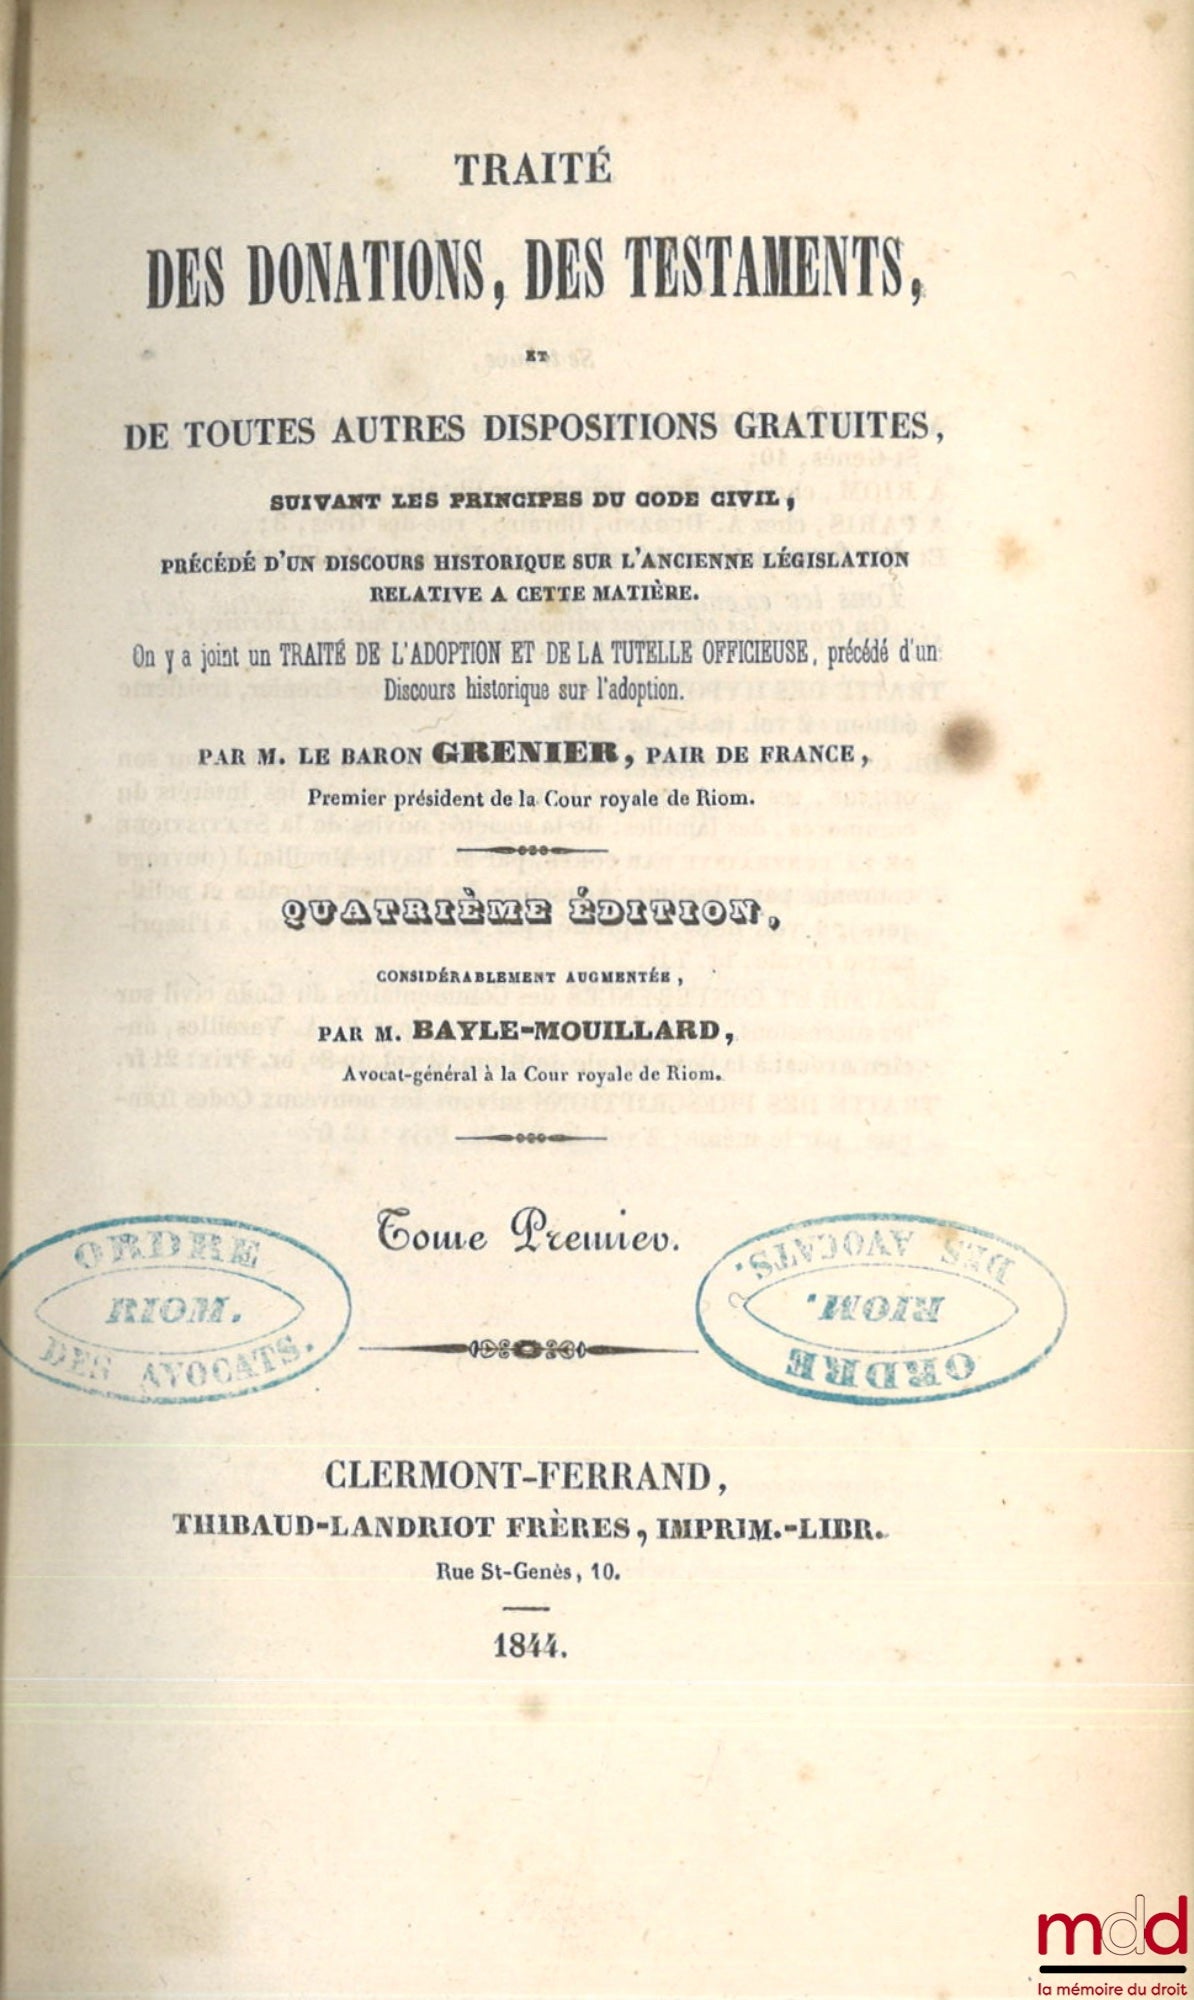 TRAITÉ
DES DONATIONS, DES TESTAMENTS,
ET
DE TOUTES AUTRES DISPOSITIONS GRATUITES,
SUIVANT LES PRINCIPES DU CODE CIVIL,
PRÉCÉDÉ D'UN DISCOURS HISTORIQUE SUR L'ANCIENNE LÉGISLATION
RELATIVE A CETTE MATIÈRE.
On y a joint un TRAITÉ DE L'ADOPTION ET DE LA TUTELLE OFFICIEUSE, précédé d'un
Discours historique sur l'adoption.
PAR M. LE BARON GRENIER, PAIR DE FRANCE,
Premier président de la Cour royale de Riom.
QUATRIÈME ÉDITION,
CONSIDÉRABLEMENT AUGMENTÉE,
PAR M. BAYLE-MOUILLARD,
Avocat-général à la Cour royale de Riom.
Tome Premier.
ORDRE
RIOM.
DES AVOCATS.
ORDRE
RIOM.
DES AVOCATS.
CLERMONT-FERRAND,
THIBAUD-LANDRIOT FRÈRES, IMPRIM.-LIBR.
Rue St-Genès, 10.
1844.
mdd
la mémoire du droit